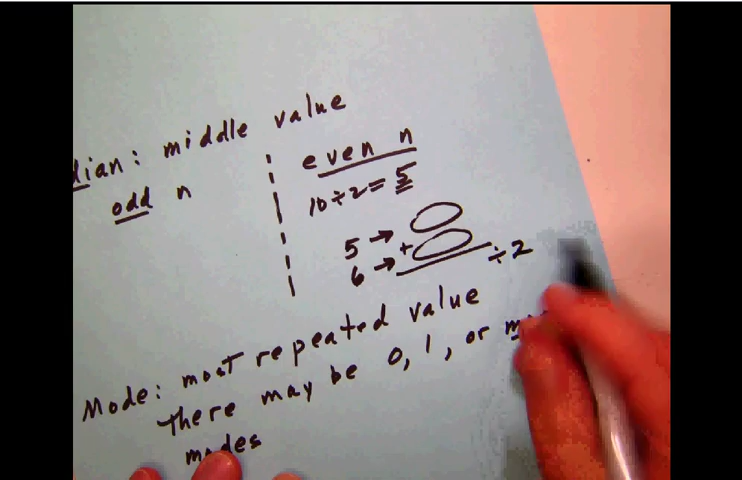 dian: middle value
odd n
even n
10 ÷ 2 = 5
5 →
6 → + ÷ 2
Mode: most repeated value
There may be 0, 1, or
modes